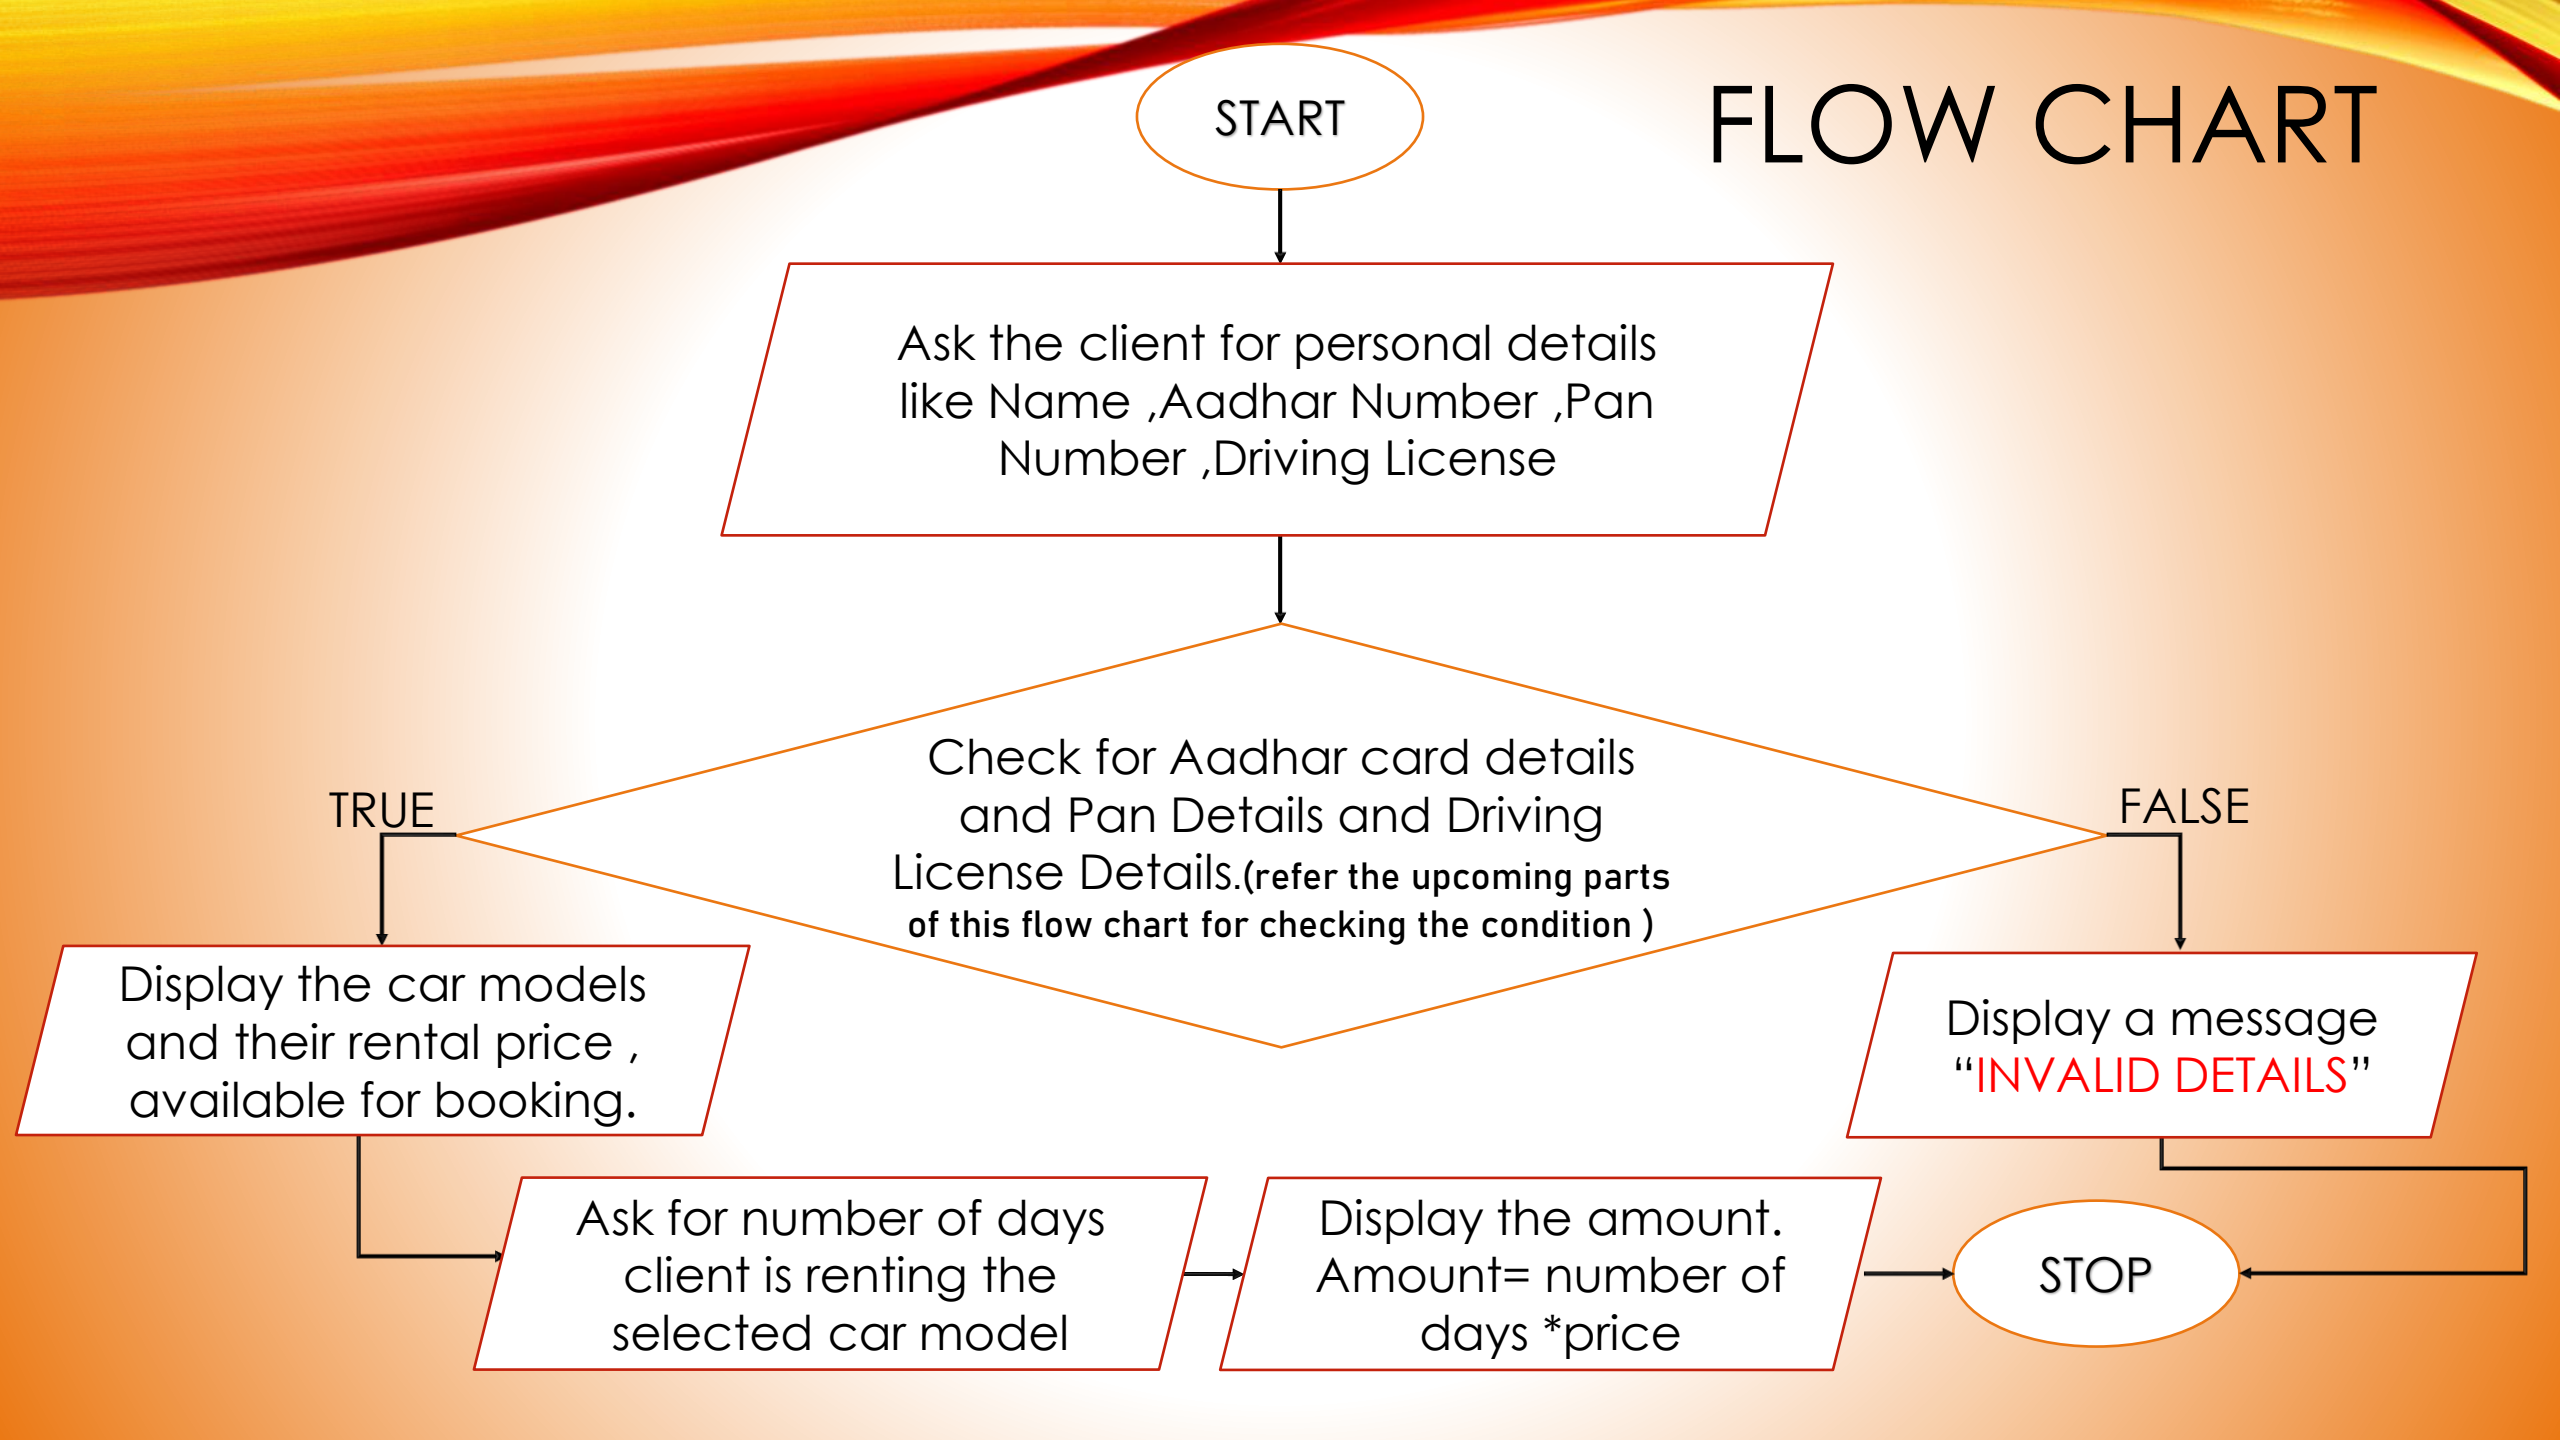 START
FLOW CHART
Ask the client for personal details
like Name ,Aadhar Number ,Pan
Number ,Driving License
Check for Aadhar card details
and Pan Details and Driving
License Details.(refer the upcoming parts
of this flow chart for checking the condition )
TRUE
FALSE
Display the car models
and their rental price ,
available for booking.
Display a message
“INVALID DETAILS”
Ask for number of days
client is renting the
selected car model
Display the amount.
Amount= number of
days *price
STOP